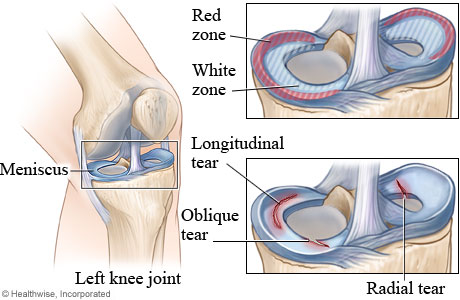 Red
zone
White
zone
Meniscus
Longitudinal
tear
Oblique
tear
Radial tear
Left knee joint
© Healthwise, Incorporated